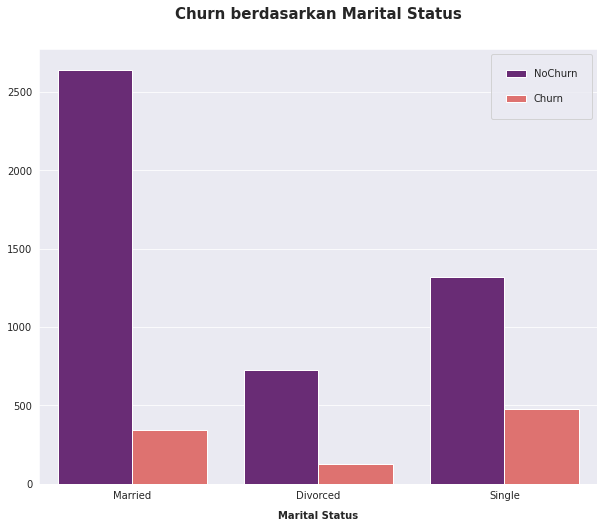 Churn berdasarkan Marital Status
NoChurn
Churn
2500
2000
1500
1000
500
0
Married Divorced Single
Marital Status